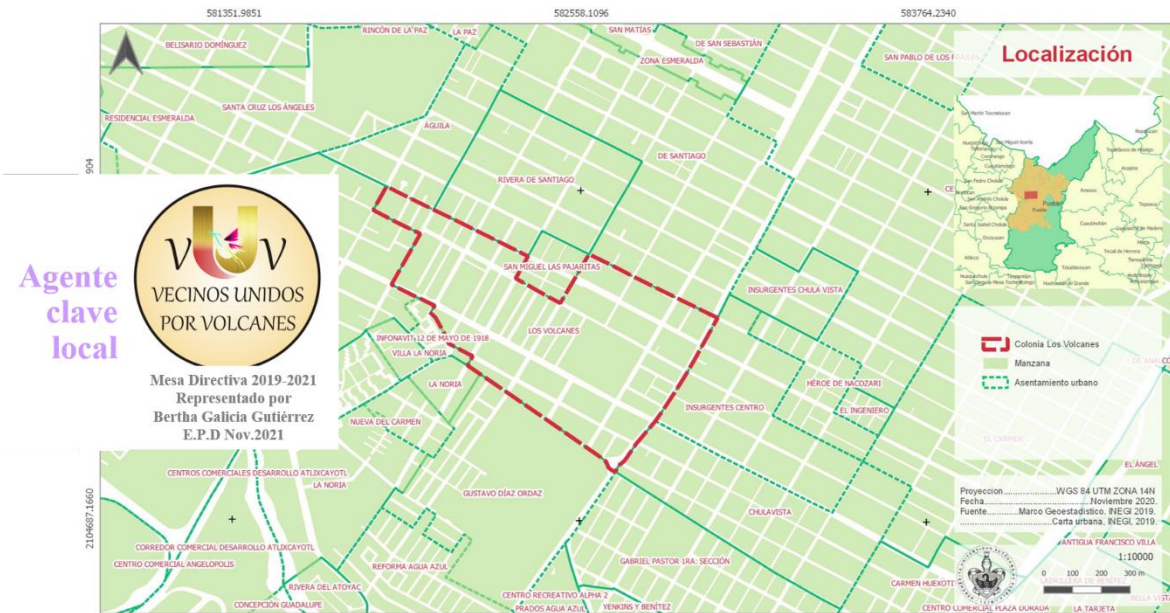 581351.9851
582558.1096
583764.2340
904
2104687.1660
BELISARIO DOMÍNGUEZ
RINCÓN DE LA PAZ
LA PAZ
SAN MATÍAS
DE SAN SEBASTIÁN
ZONA ESMERALDA
SAN PABLO DE LOS
SANTA CRUZ LOS ÁNGELES
RESIDENCIAL ESMERALDA
ÁGUILA
DE SANTIAGO
RIVERA DE SANTIAGO
SAN MIGUEL LAS PAJARITAS
INSURGENTES CHULA VISTA
LOS VOLCANES
INFONAVIT 12 DE MAYO DE 1918
VILLA LA NORIA
LA NORIA
HÉROE DE NACOZARI
INSURGENTES CENTRO
EL INGENIERO
NUEVA DEL CARMEN
EL CARMEN
EL ÁNGEL
CENTROS COMERCIALES DESARROLLO ATLIXCAYOTL
LA NORIA
GUSTAVO DÍAZ ORDAZ
CHULAVISTA
CORREDOR COMERCIAL DESARROLLO ATLIXCAYOTL
CENTRO COMERCIAL ANGELOPOLIS
REFORMA AGUA AZUL
GABRIEL PASTOR 1RA. SECCIÓN
ANTIGUA FRANCISCO VILLA
RIVERA DEL ATOYAC
CONCEPCIÓN GUADALUPE
CENTRO RECREATIVO ALPHA 2
PRADOS AGUA AZUL
YENKINS Y BENÍTEZ
CARMEN HUEXOTI
LADRILLERA DE BENÍTEZ
CENTRO COMERCIAL PLAZA DORADA
LA TARJETA
BELLA VISTA
Agente
clave
local
V U V
VECINOS UNIDOS
POR VOLCANES
Mesa Directiva 2019-2021
Representado por
Bertha Galicia Gutiérrez
E.P.D Nov.2021
Localización
Colonia Los Volcanes
Manzana
Asentamiento urbano
Proyeccion...............WGS 84 UTM ZONA 14N
Fecha...............................Noviembre 2020.
Fuente..........Marco Geoestadistico, INEGI 2019.
........................Carta urbana, INEGI, 2019.
1:10000
0 100 200 300 m